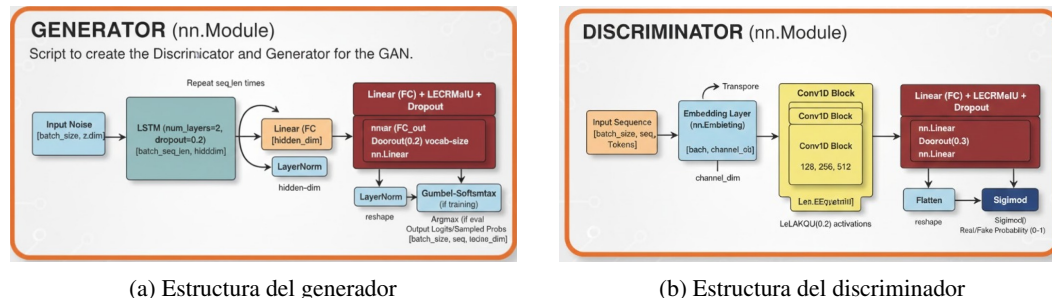 GENERATOR (nn.Module)
Script to create the Discrimicator and Generator for the GAN.
Repeat seq_len times
Input Noise
[batch_size, z.dim]
LSTM (num_layers=2,
dropout=0.2)
[batch_seq_len, hidddim]
Linear (FC
[hidden_dim]
LayerNorm
hidden-dim
Linear (FC) + LECRMalU +
Dropout
nmar (FC_out
Doorout(0.2) vocab-size
nn.Linear
LayerNorm
reshape
Gumbel-Softsmtax
(if training)
Argmax (if eval
Output Logits/Sampled Probs
(a) Estructura del generador
DISCRIMINATOR (nn.Module)
Input Sequence
[batch_size, seq,
Tokens]
Transpore
Embedding Layer
(nn.Embieting)
[bach, channel_ob]
channel_dim
Conv1D Block
Conv1D Block
Conv1D Block
128, 256, 512
LeLAKQU(0.2) activations
Linear (FC) + LECRMelU +
Dropout
nn.Linear
Doorout(0.3)
nn.Linear
Flatten
reshape
Sigimod
Sigimod()
Real/Fake Probability (0-1)
(b) Estructura del discriminador